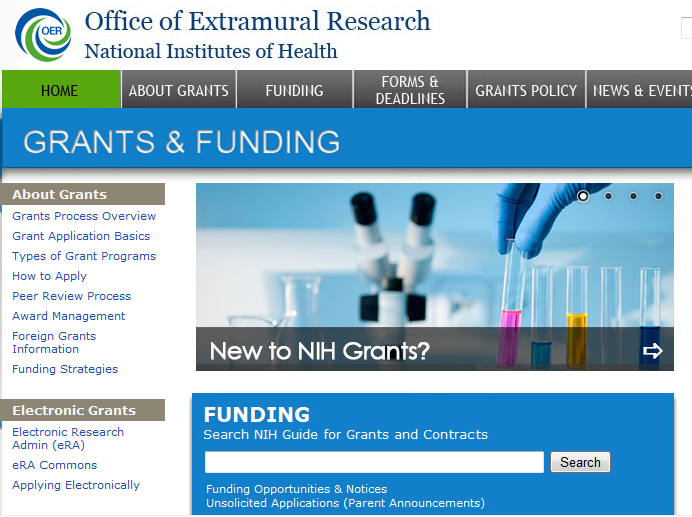 OER
Office of Extramural Research
National Institutes of Health
HOME
ABOUT GRANTS
FUNDING
FORMS &
DEADLINES
GRANTS POLICY
NEWS & EVENTS
GRANTS & FUNDING
About Grants
Grants Process Overview
Grant Application Basics
Types of Grant Programs
How to Apply
Peer Review Process
Award Management
Foreign Grants
Information
Funding Strategies
Electronic Grants
Electronic Research
Admin (eRA)
eRA Commons
Applying Electronically
New to NIH Grants?
FUNDING
Search NIH Guide for Grants and Contracts
Search
Funding Opportunities & Notices
Unsolicited Applications (Parent Announcements)